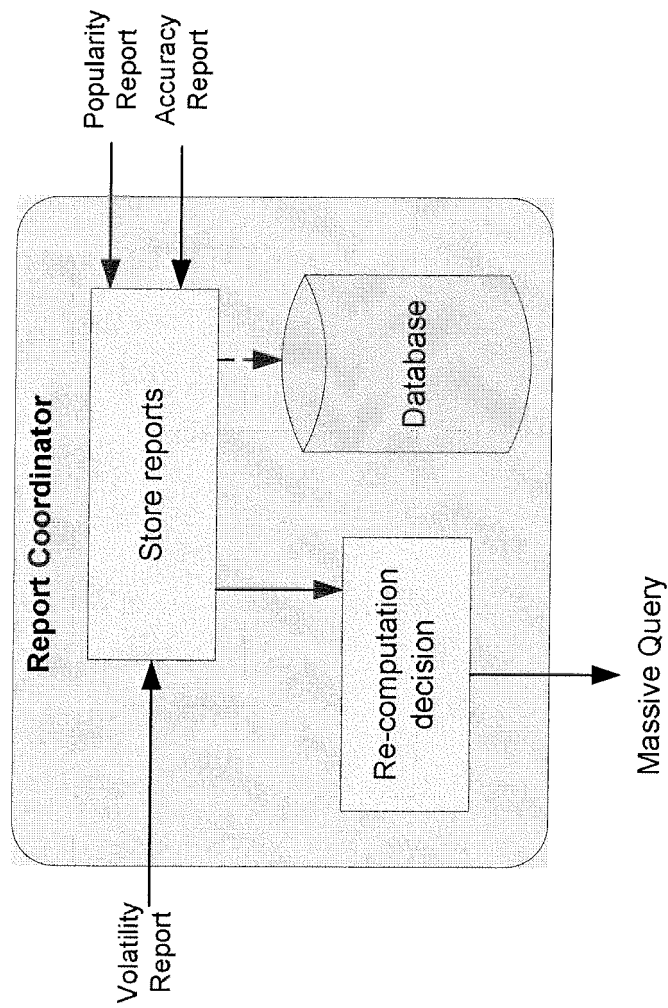 Report Coordinator
Popularity
Report
Accuracy
Report
Volatility
Report
Store reports
Database
Re-computation
decision
Massive Query